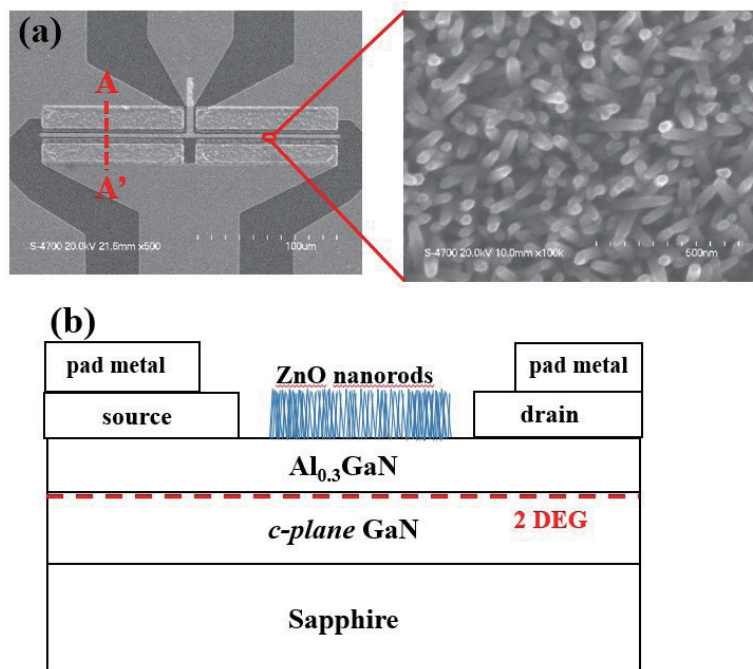 (a)
A
A’
S-4700 20.0kV 21.6mm x500
100um
S-4700 20.0kV 10.0mm x100k
500nm
(b)
pad metal
pad metal
ZnO nanorods
source
drain
Al0.3GaN
2 DEG
c-plane GaN
Sapphire